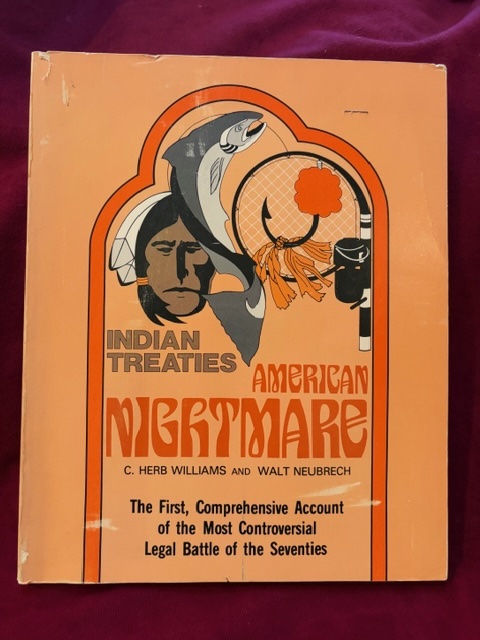 INDIAN
TREATIES
AMERICAN
NIGHTMARE
C. HERB WILLIAMS AND WALT NEUBRECH
The First, Comprehensive Account
of the Most Controversial
Legal Battle of the Seventies